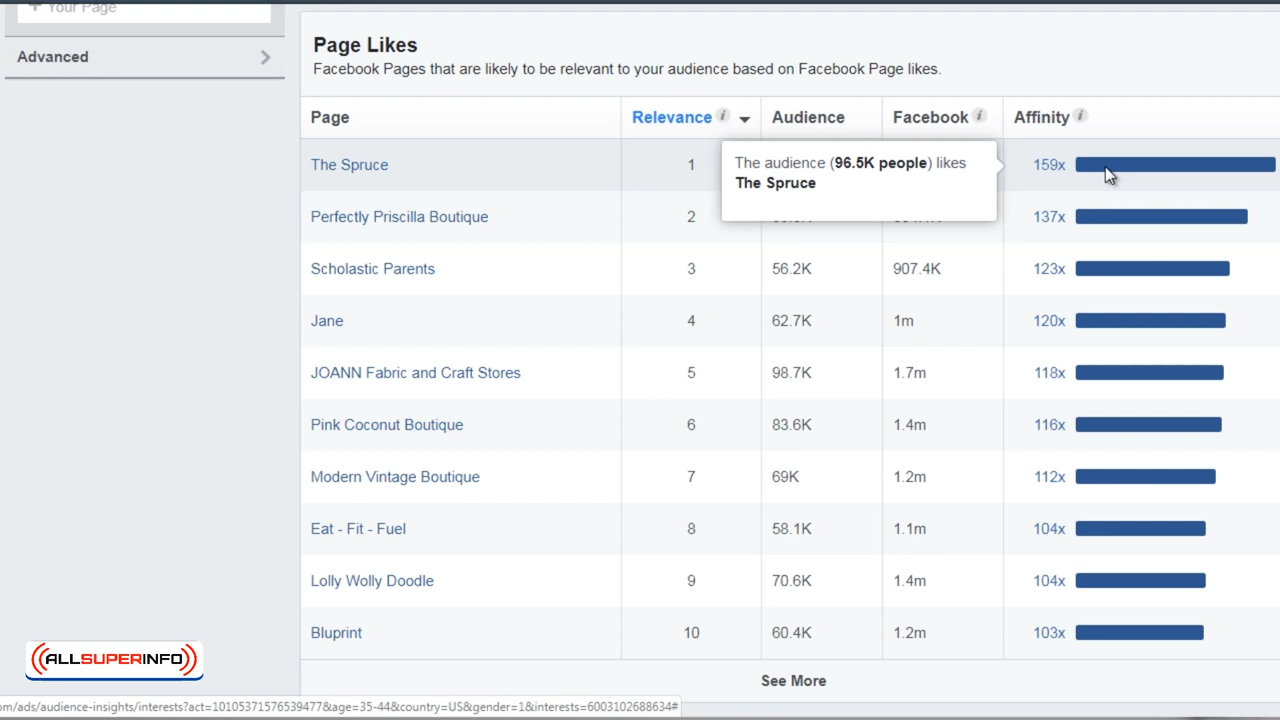 + Your Page
Advanced
Page Likes
Facebook Pages that are likely to be relevant to your audience based on Facebook Page likes.
Page Relevance i Audience Facebook i Affinity i
The Spruce 1 159x
The audience (96.5K people) likes
The Spruce
Perfectly Priscilla Boutique 2 137x
Scholastic Parents 3 56.2K 907.4K 123x
Jane 4 62.7K 1m 120x
JOANN Fabric and Craft Stores 5 98.7K 1.7m 118x
Pink Coconut Boutique 6 83.6K 1.4m 116x
Modern Vintage Boutique 7 69K 1.2m 112x
Eat - Fit - Fuel 8 58.1K 1.1m 104x
Lolly Wolly Doodle 9 70.6K 1.4m 104x
Bluprint 10 60.4K 1.2m 103x
See More
ALLSUPERINFO
om/ads/audience-insights/interests?act=10105371576539477&age=35-44&country=US&gender=1&interests=6003102688634#